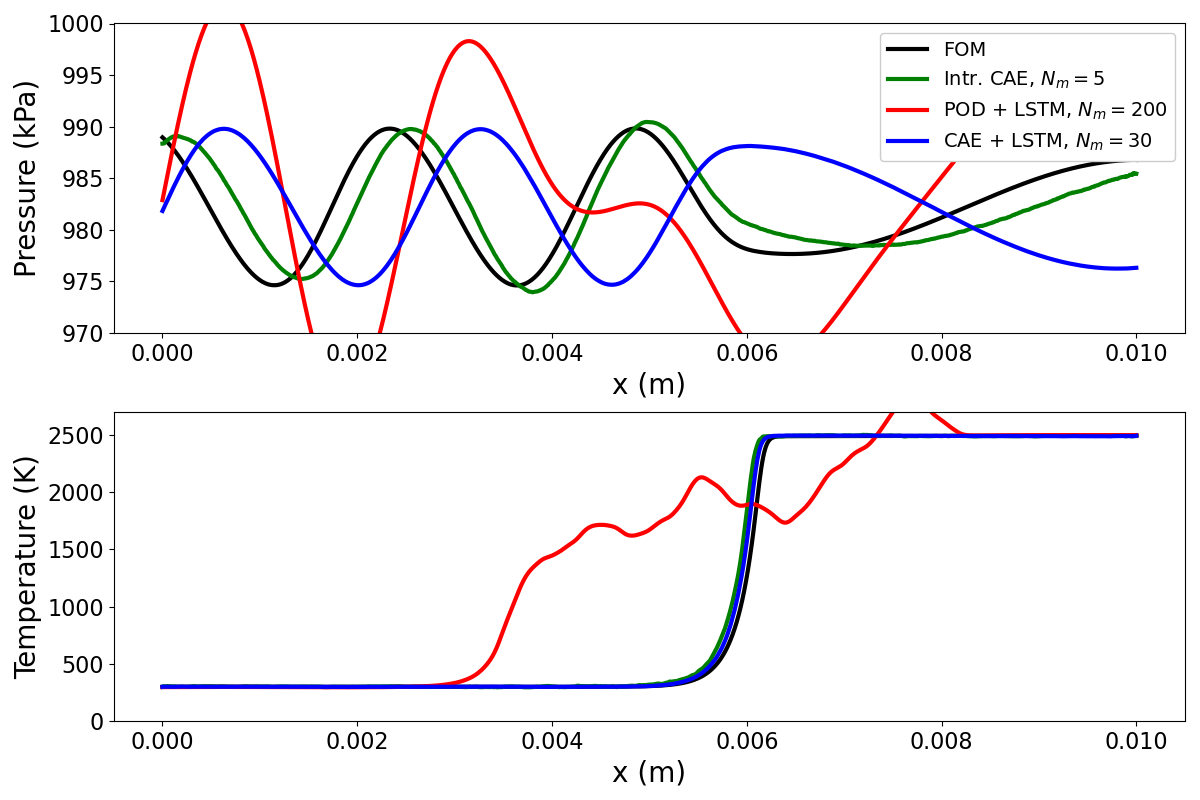 1000
995
990
985
980
975
970
Pressure (kPa)
FOM
Intr. CAE, $N_m = 5$
POD + LSTM, $N_m = 200$
CAE + LSTM, $N_m = 30$
0.000 0.002 0.004 0.006 0.008 0.010
x (m)
2500
2000
1500
1000
500
0
Temperature (K)
0.000 0.002 0.004 0.006 0.008 0.010
x (m)